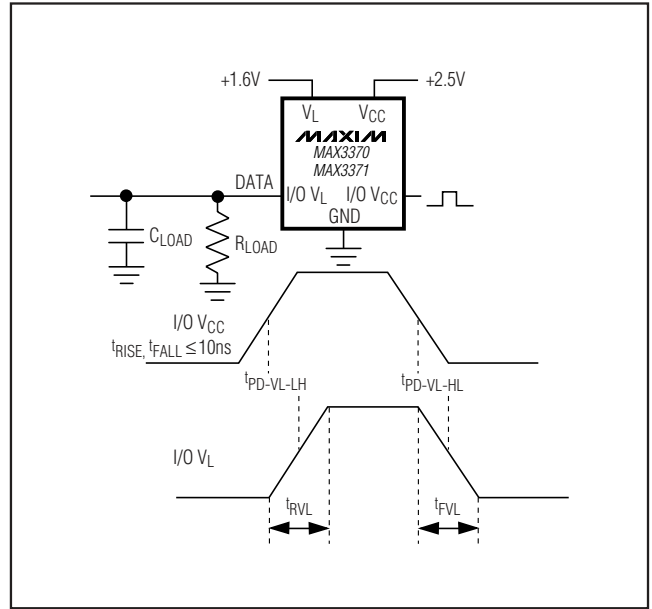 +1.6V +2.5V
VL VCC
MAXIM
MAX3370
MAX3371
DATA
I/O VL I/O VCC
GND
CLOAD
RLOAD
I/O VCC
tRISE, tFALL ≤10ns
tPD-VL-LH tPD-VL-HL
I/O VL
tRVL tFVL